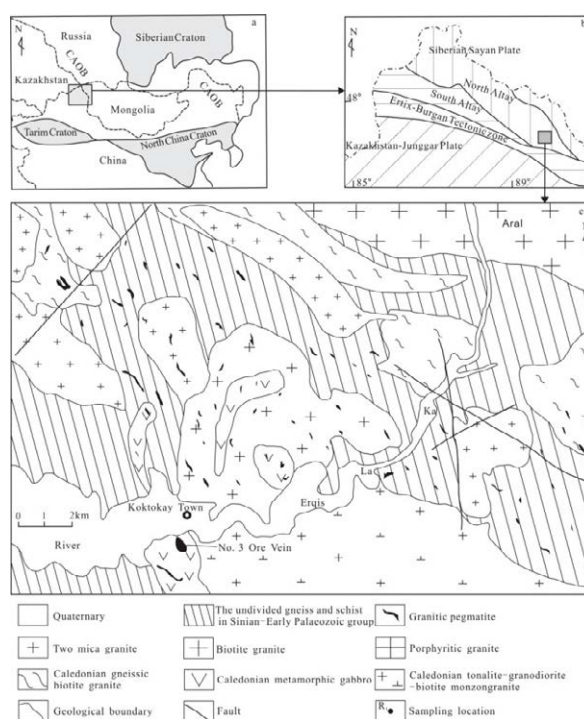 N
a
Russia
Siberian Craton
CAOB
Kazakhstan
CAOB
Mongolia
Tarim Craton
North China Craton
China
N
b
Siberian Sayan Plate
North Altay
48°
South Altay
Ertix-Burgan Tectonic zone
Kazakhstan-Junggar Plate
185°
189°
c
Aral
Ka
La
Erqis
0 1 2km
Koktokay Town
River
No. 3 Ore Vein
Quaternary
The undivided gneiss and schist
in Sinian-Early Palaeozoic group
Granitic pegmatite
Two mica granite
Biotite granite
Porphyritic granite
Caledonian gneissic
biotite granite
Caledonian metamorphic gabbro
Caledonian tonalite-granodiorite
-biotite monzongranite
Geological boundary
Fault
Sampling location